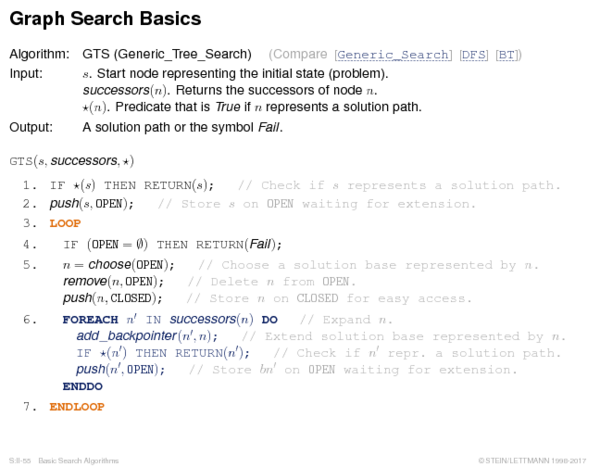 Graph Search Basics
Algorithm: GTS (Generic_Tree_Search) (Compare [Generic_Search] [DFS] [BT])
Input: s. Start node representing the initial state (problem).
successors(n). Returns the successors of node n.
⋆(n). Predicate that is True if n represents a solution path.
Output: A solution path or the symbol Fail.
GTS(s, successors, ⋆)
1. IF ⋆(s) THEN RETURN(s); // Check if s represents a solution path.
2. push(s, OPEN); // Store s on OPEN waiting for extension.
3. LOOP
4. IF (OPEN = ∅) THEN RETURN(Fail);
5. n = choose(OPEN); // Choose a solution base represented by n.
remove(n, OPEN); // Delete n from OPEN.
push(n, CLOSED); // Store n on CLOSED for easy access.
6. FOREACH n′ IN successors(n) DO // Expand n.
add_backpointer(n′, n); // Extend solution base represented by n.
IF ⋆(n′) THEN RETURN(n′); // Check if n′ repr. a solution path.
push(n′, OPEN); // Store bn′ on OPEN waiting for extension.
ENDDO
7. ENDLOOP
S:II-55 Basic Search Algorithms © STEIN/LETTMANN 1998-2017